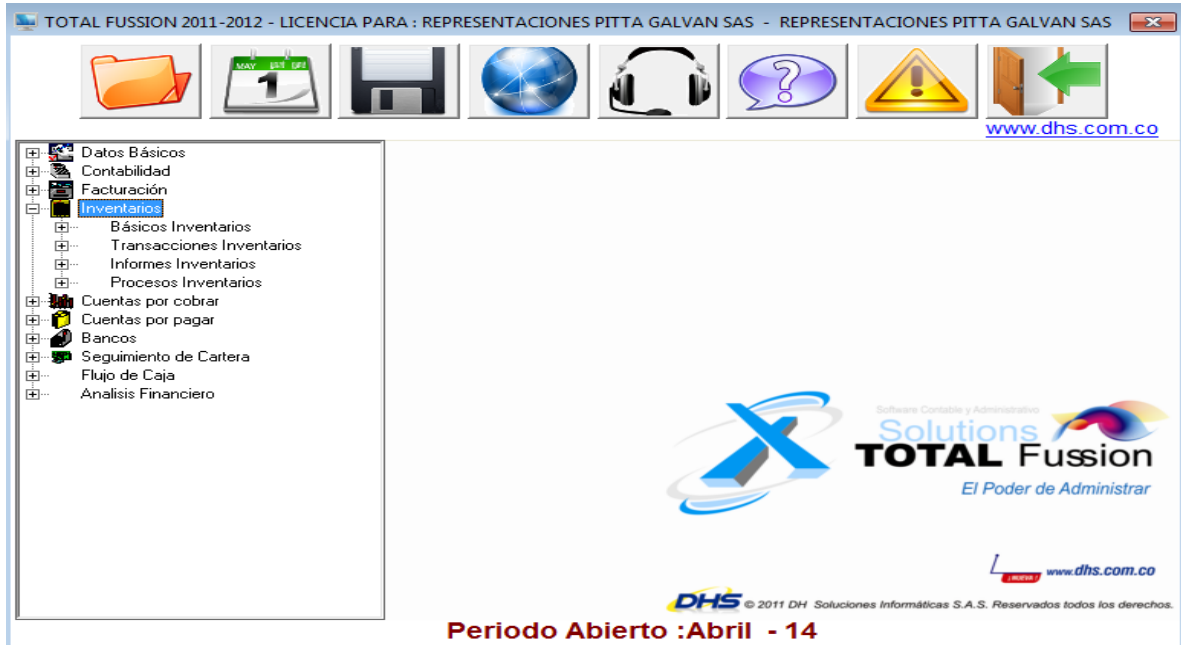 TOTAL FUSSION 2011-2012 - LICENCIA PARA : REPRESENTACIONES PITTA GALVAN SAS - REPRESENTACIONES PITTA GALVAN SAS
MAY
1
www.dhs.com.co
Datos Básicos
Contabilidad
Facturación
Inventarios
Básicos Inventarios
Transacciones Inventarios
Informes Inventarios
Procesos Inventarios
Cuentas por cobrar
Cuentas por pagar
Bancos
Seguimiento de Cartera
Flujo de Caja
Analisis Financiero
Software Contable y Administrativo
Solutions
TOTAL Fussion
El Poder de Administrar
www.dhs.com.co
DHS © 2011 DH Soluciones Informáticas S.A.S. Reservados todos los derechos.
Periodo Abierto :Abril - 14